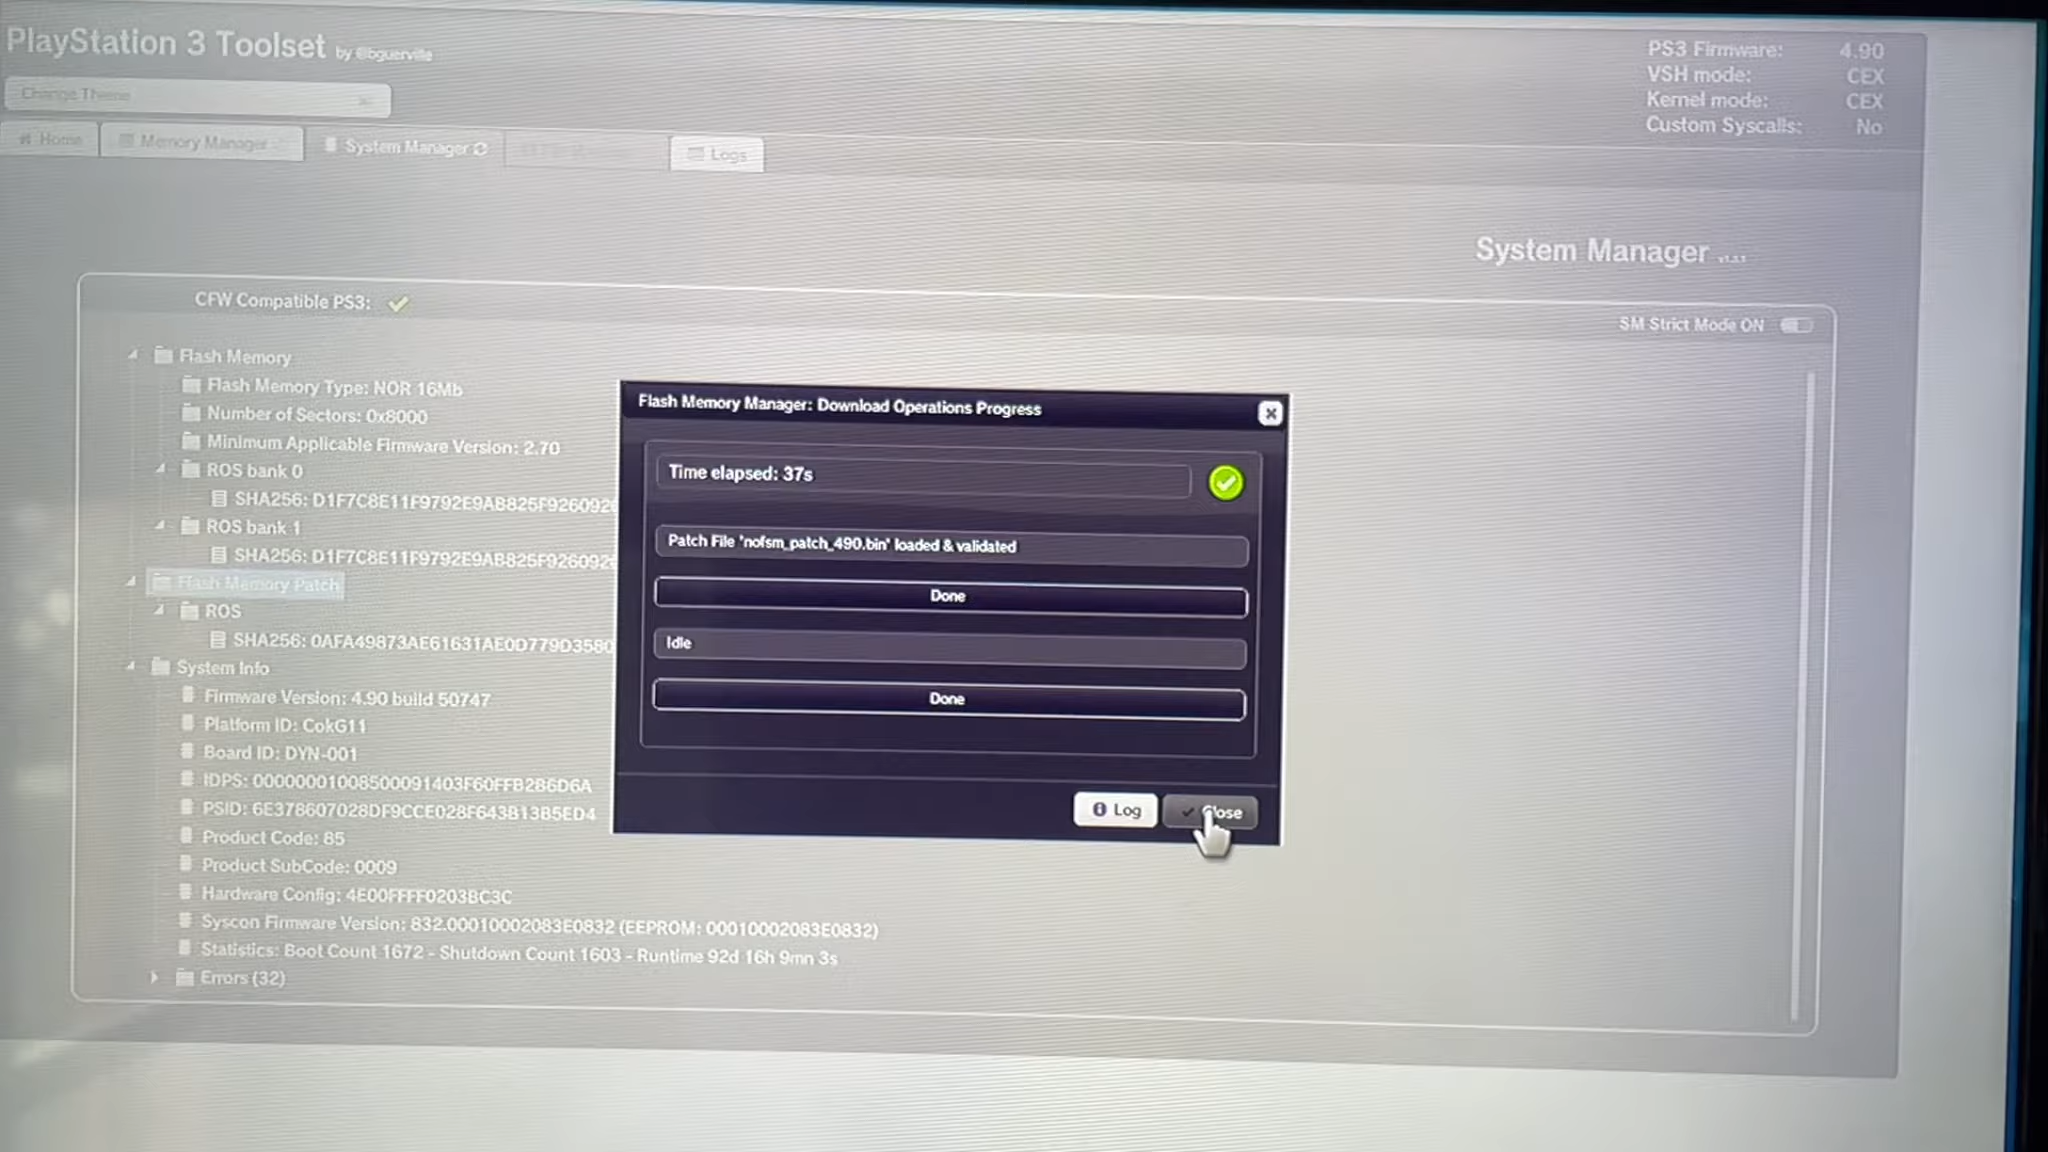 PlayStation 3 Toolset by @bguerville
PS3 Firmware: 4.90
VSH mode: CEX
Kernel mode: CEX
Custom Syscalls: No
Change Theme
Home
Memory Manager
System Manager
Logs
System Manager
CFW Compatible PS3:
SM Strict Mode ON
Flash Memory
Flash Memory Type: NOR 16Mb
Number of Sectors: 0x8000
Minimum Applicable Firmware Version: 2.70
ROS bank 0
SHA256: D1F7C8E11F9792E9AB825F926092
ROS bank 1
SHA256: D1F7C8E11F9792E9AB825F926092
Flash Memory Patch
ROS
SHA256: 0AFA49873AE61631AE0D779D3580
System Info
Firmware Version: 4.90 build 50747
Platform ID: CokG11
Board ID: DYN-001
IDPS: 00000001008500091403F60FFB286D6A
PSID: 6E378607028DF9CCE028F643B13B5ED4
Product Code: 85
Product SubCode: 0009
Hardware Config: 4E00FFFF0203BC3C
Syscon Firmware Version: 832.00010002083E0832 (EEPROM: 00010002083E0832)
Statistics: Boot Count 1672 - Shutdown Count 1603 - Runtime 92d 16h 9mn 3s
Errors (32)
Flash Memory Manager: Download Operations Progress
Time elapsed: 37s
Patch File 'nofsm_patch_490.bin' loaded & validated
Done
Idle
Done
Log
Close